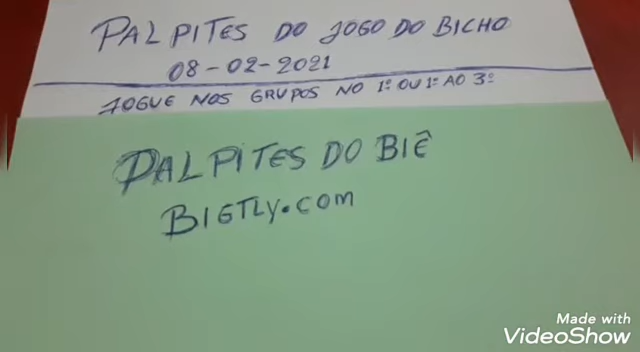 PALPITES DO JOGO DO BICHO
08-02-2021
JOGUE NOS GRUPOS NO 1º OU 1º AO 3º
PALPITES DO BIÊ
BIGTLY.COM
Made with
VideoShow